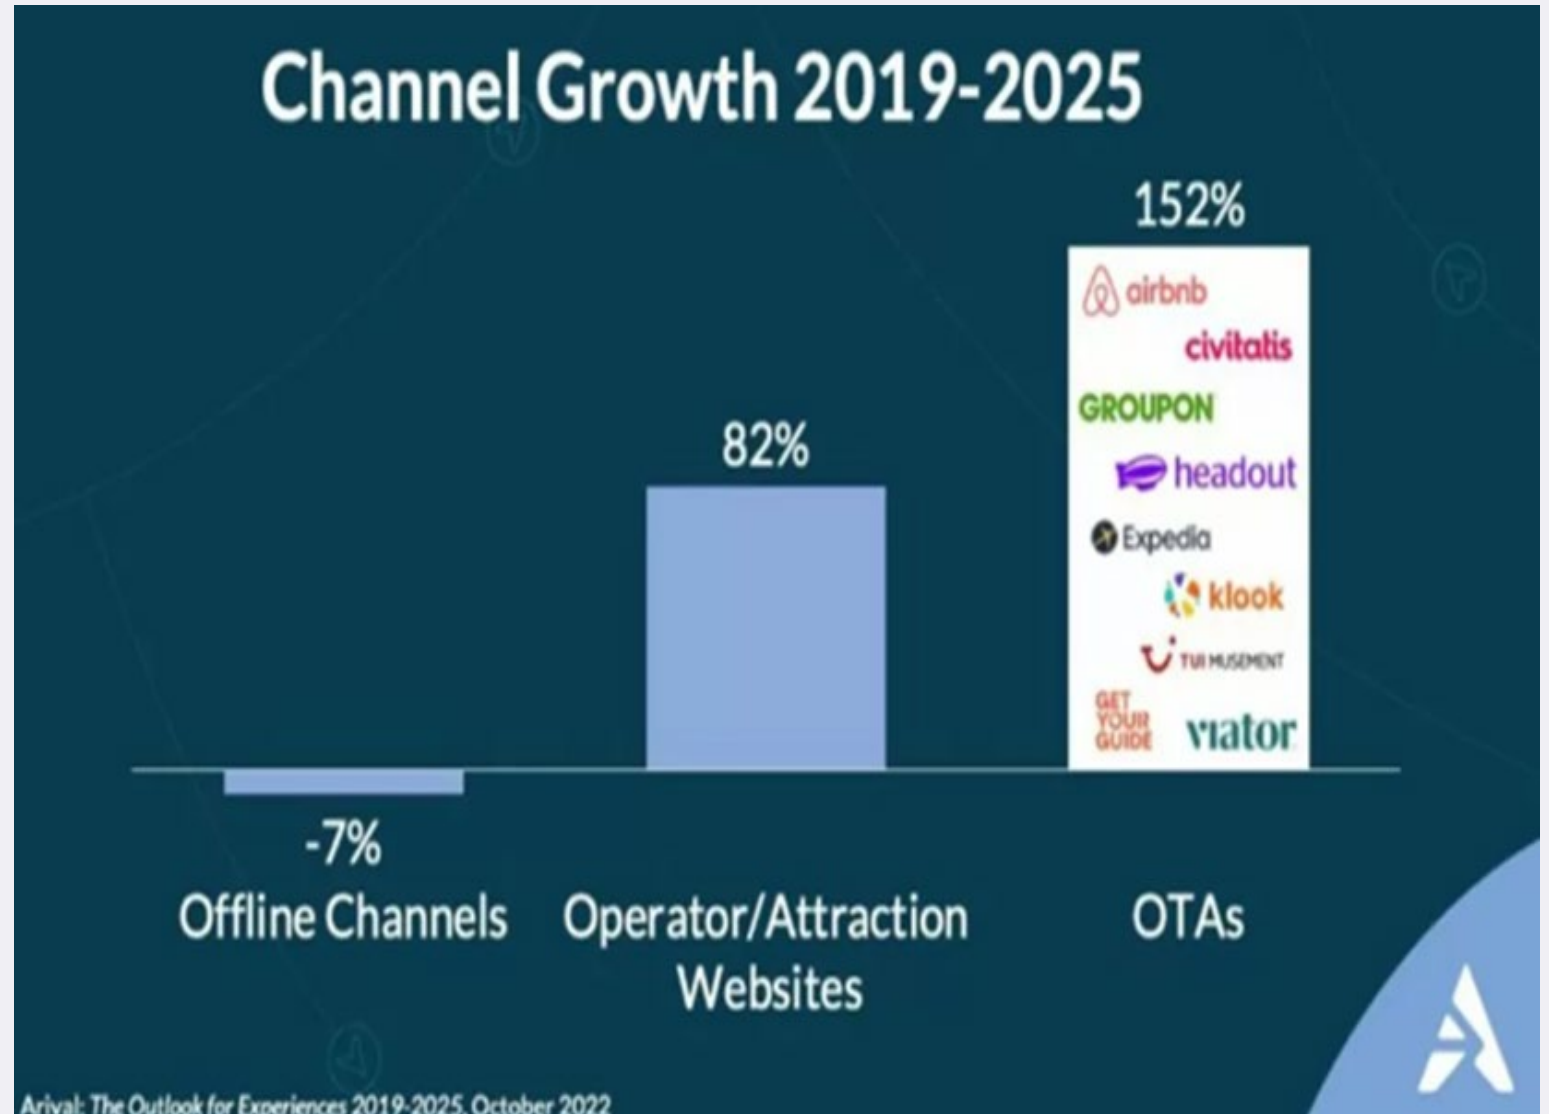 Channel Growth 2019-2025
152%
airbnb
civitatis
GROUPON
82%
headout
Expedia
klook
TUI MUSEMENT
GET
YOUR
GUIDE
viator
-7%
Offline Channels
Operator/Attraction
Websites
OTAs
Arival: The Outlook for Experiences 2019-2025, October 2022